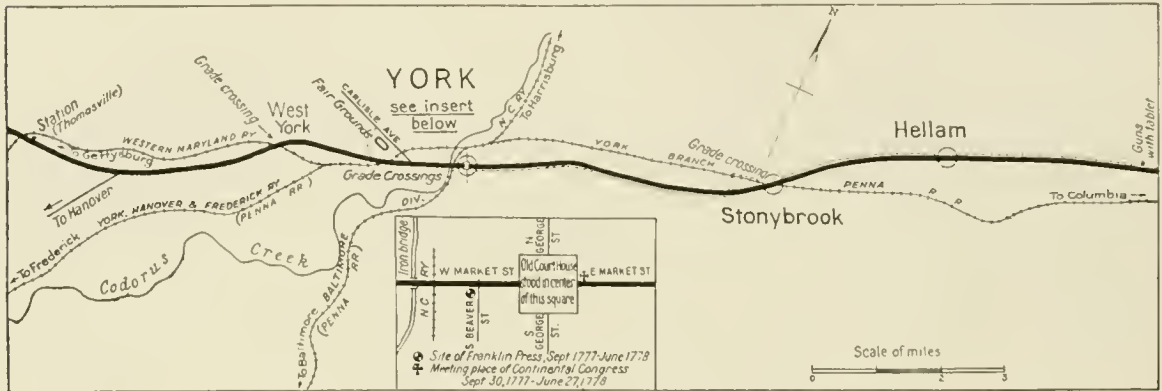 YORK
see insert
below
N
Station
(Thomasville)
To Gettysburg
WESTERN MARYLAND RY
Grade crossing
West
York
CARLISLE AVE
Fair Grounds
N.C. RY
To Harrisburg
Grade Crossings
YORK
BRANCH
Grade crossing
Stonybrook
Hellam
PENNA
R
R
To Columbia
Guns
with tablet
To Hanover
YORK, HANOVER & FREDERICK RY
(PENNA RR.)
To Frederick
Codorus
Creek
To Baltimore
BALTIMORE
DIV.
(PENNA
RR.)
Iron bridge
N.C.
RY
W MARKET ST
S BEAVER
ST
N
GEORGE
ST
Old Court House
stood in center
of this square
E MARKET ST
S
GEORGE
ST.
Site of Franklin Press, Sept 1777-June 1778
Meeting place of Continental Congress
Sept 30, 1777-June 27, 1778
Scale of miles
0 1 2 3